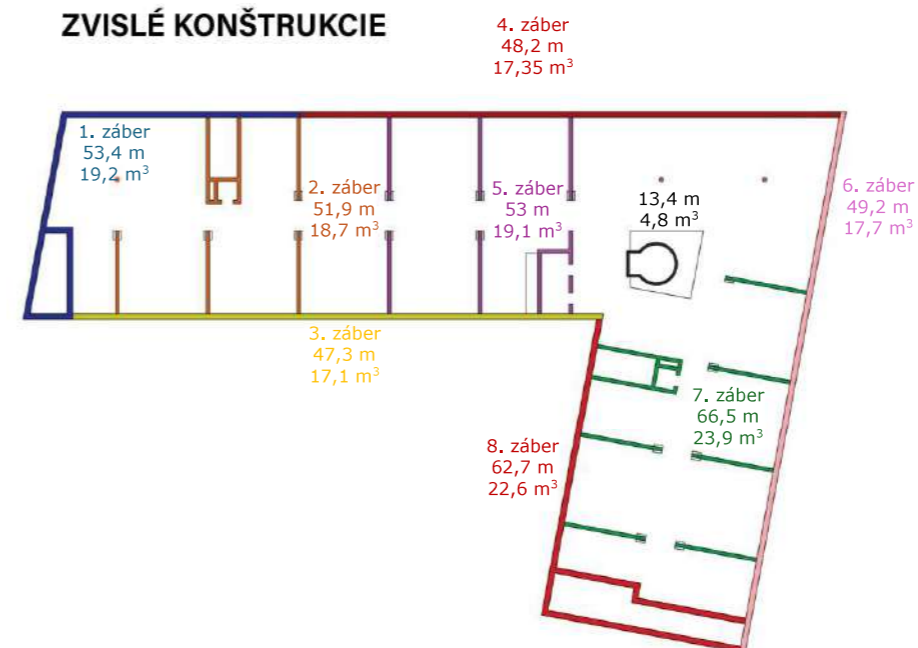 ZVISLÉ KONŠTRUKCIE
4. záber
48,2 m
17,35 m³
1. záber
53,4 m
19,2 m³
2. záber
51,9 m
18,7 m³
5. záber
53 m
19,1 m³
13,4 m
4,8 m³
6. záber
49,2 m
17,7 m³
3. záber
47,3 m
17,1 m³
7. záber
66,5 m
23,9 m³
8. záber
62,7 m
22,6 m³